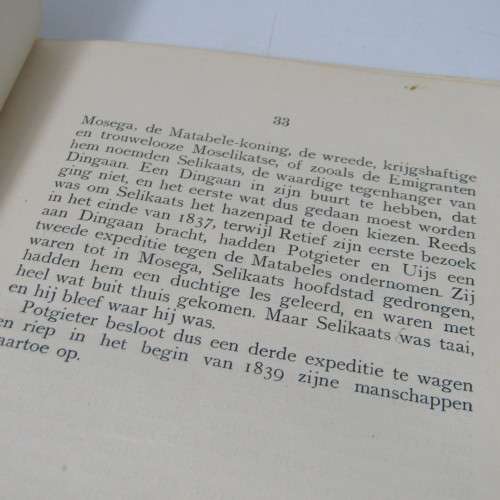 33
Mosega, de Matabele-koning, de wreede, krijgshaftige
en trouwelooze Moselikatse, of zooals de Emigranten
hem noemden Selikaats, de waardige tegenhanger van
Dingaan. Een Dingaan in zijn buurt te hebben, dat
ging niet, en het eerste wat dus gedaan moest worden
was om Selikaats het hazenpad te doen kiezen. Reeds
in het einde van 1837, terwijl Retief zijn eerste bezoek
aan Dingaan bracht, hadden Potgieter en Uijs een
tweede expeditie tegen de Matabeles ondernomen. Zij
waren tot in Mosega, Selikaats hoofdstad gedrongen,
hadden hem een duchtige les geleerd, en waren met
heel wat buit thuis gekomen. Maar Selikaats was taai,
en hij bleef waar hij was.
Potgieter besloot dus een derde expeditie te wagen
en riep in het begin van 1839 zijne manschappen
aartoe op.